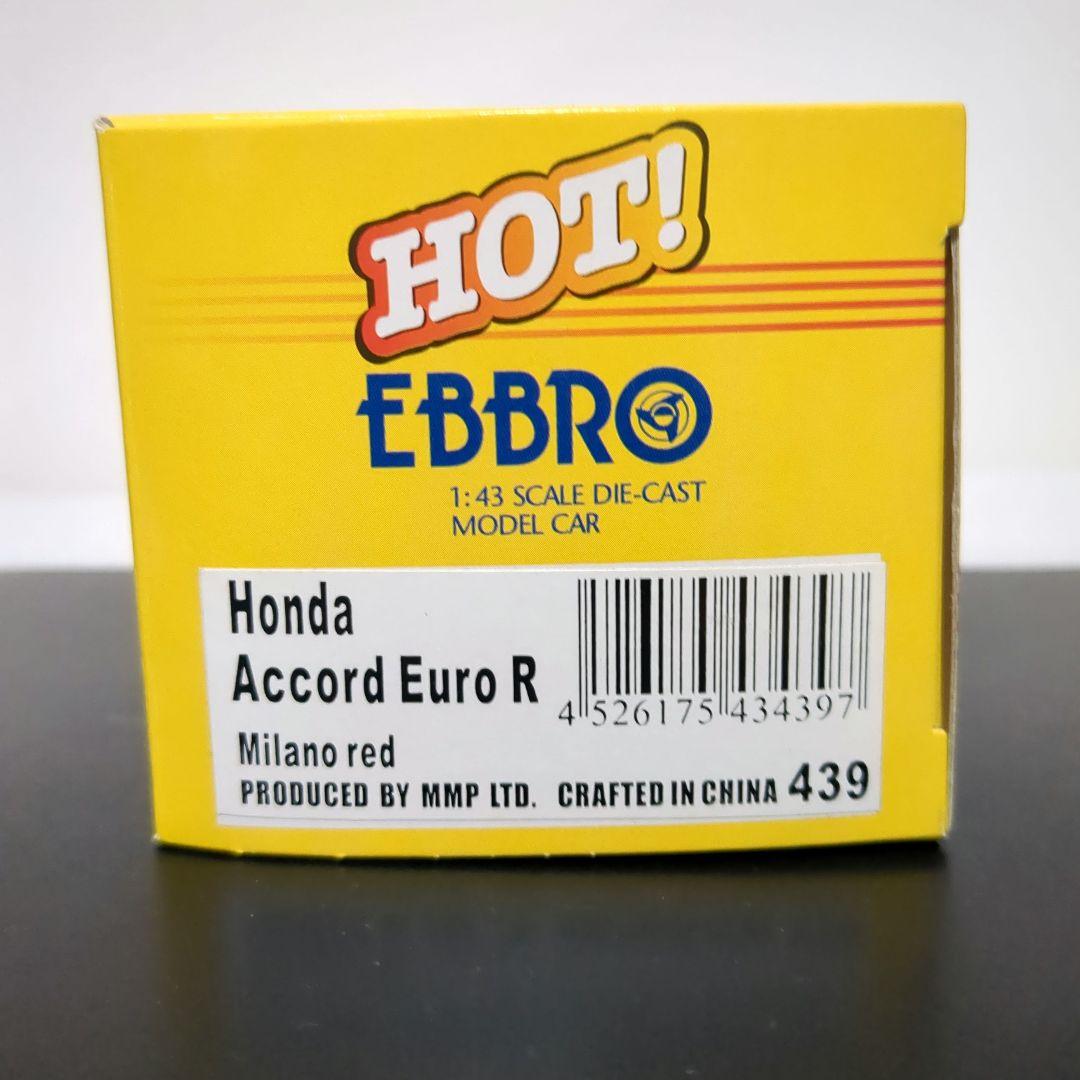 HOT!
EBBRO
1:43 SCALE DIE-CAST
MODEL CAR
Honda
Accord Euro R
4 526175 434397
Milano red
PRODUCED BY MMP LTD. CRAFTED IN CHINA 439